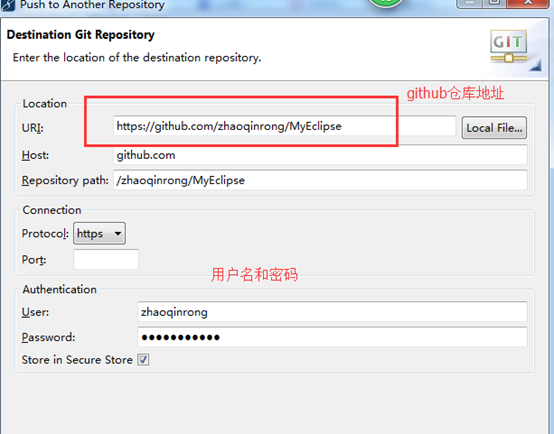 Push to Another Repository
Destination Git Repository
Enter the location of the destination repository.
GIT
github仓库地址
Location
URI: https://github.com/zhaoqinrong/MyEclipse Local File...
Host: github.com
Repository path: /zhaoqinrong/MyEclipse
Connection
Protocol: https
Port:
用户名和密码
Authentication
User: zhaoqinrong
Password: ●●●●●●●●●●●
Store in Secure Store